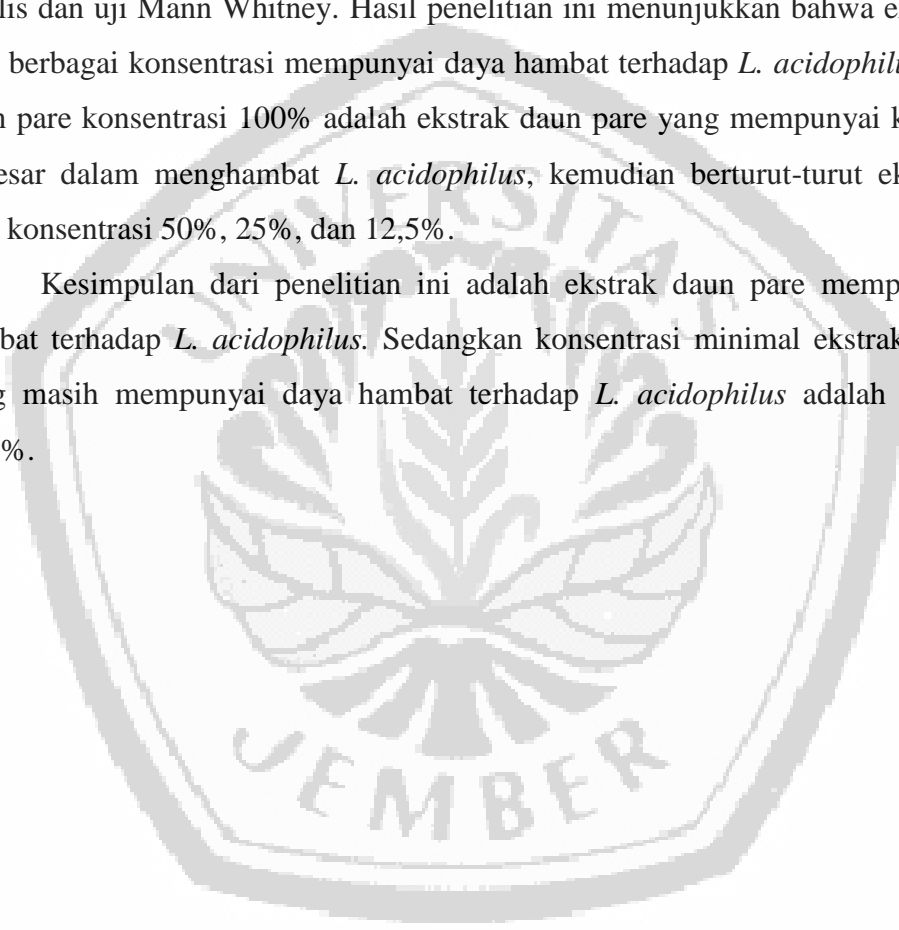 lis dan uji Mann Whitney. Hasil penelitian ini menunjukkan bahwa e
berbagai konsentrasi mempunyai daya hambat terhadap L. acidophilu
n pare konsentrasi 100% adalah ekstrak daun pare yang mempunyai k
esar dalam menghambat L. acidophilus, kemudian berturut-turut ek
konsentrasi 50%, 25%, dan 12,5%.
Kesimpulan dari penelitian ini adalah ekstrak daun pare memp
bat terhadap L. acidophilus. Sedangkan konsentrasi minimal ekstrak
g masih mempunyai daya hambat terhadap L. acidophilus adalah
%.
UNIVERSITAS
JEMBER